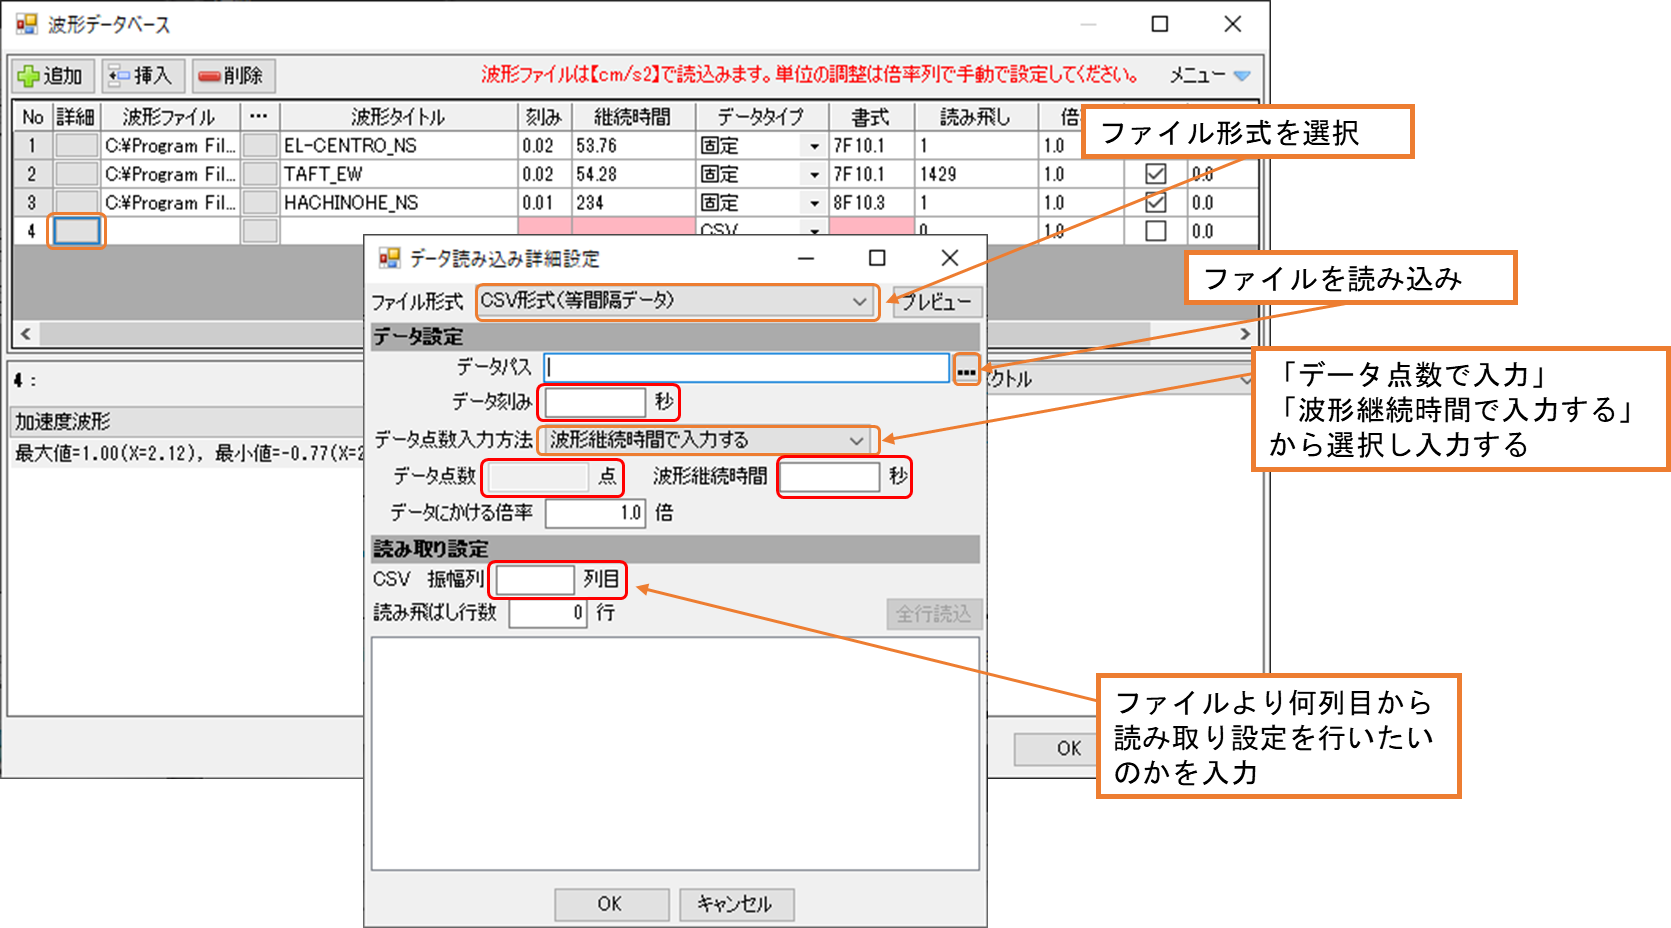 波形データベース
追加 挿入 削除 波形ファイルは【cm/s2】で読込みます。単位の調整は倍率列で手動で設定してください。 メニュー
No 詳細 波形ファイル ... 波形タイトル 刻み 継続時間 データタイプ 書式 読み飛し 倍
1 C:¥Program Fil... EL-CENTRO_NS 0.02 53.76 固定 7F10.1 1 1.0
2 C:¥Program Fil... TAFT_EW 0.02 54.28 固定 7F10.1 1429 1.0 0.0
3 C:¥Program Fil... HACHINOHE_NS 0.01 234 固定 8F10.3 1 1.0 0.0
4 CSV 0 1.0 0.0
ファイル形式を選択
データ読み込み詳細設定
ファイル形式 CSV形式(等間隔データ) プレビュー
ファイルを読み込み
データ設定
データパス ...
データ刻み 秒
データ点数入力方法 波形継続時間で入力する
データ点数 点 波形継続時間 秒
データにかける倍率 1.0 倍
「データ点数で入力」
「波形継続時間で入力する」
から選択し入力する
読み取り設定
CSV 振幅列 列目
読み飛ばし行数 0 行 全行読込
4 :
クトル
加速度波形
最大値=1.00(X=2.12), 最小値=-0.77(X=2
ファイルより何列目から
読み取り設定を行いたい
のかを入力
OK
OK キャンセル